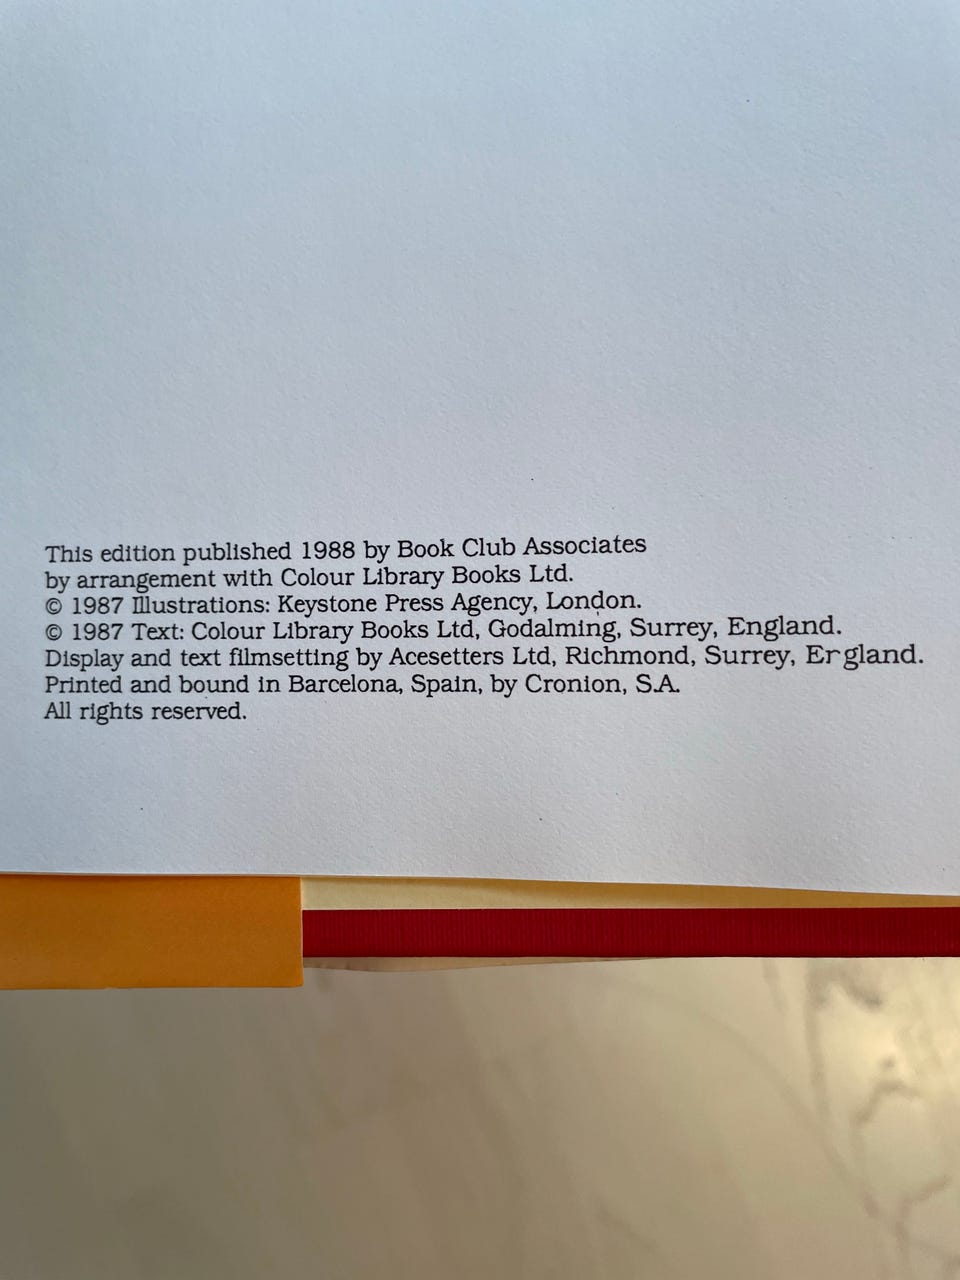 This edition published 1988 by Book Club Associates
by arrangement with Colour Library Books Ltd.
© 1987 Illustrations: Keystone Press Agency, London.
© 1987 Text: Colour Library Books Ltd, Godalming, Surrey, England.
Display and text filmsetting by Acesetters Ltd, Richmond, Surrey, Er gland.
Printed and bound in Barcelona, Spain, by Cronion, S.A.
All rights reserved.